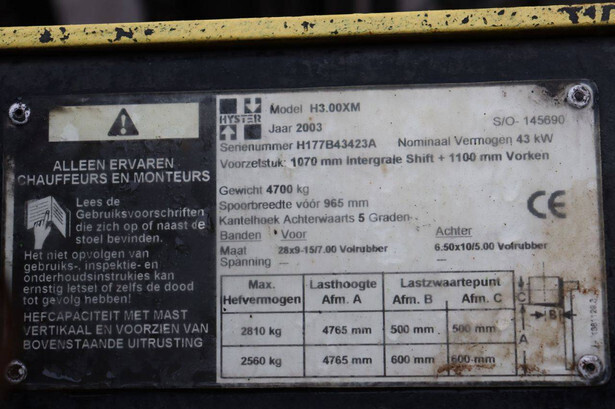 ALLEEN ERVAREN
CHAUFFEURS EN MONTEURS
Lees de
Gebruiksvoorschriften
die zich op of naast de
stoel bevinden.
Het niet opvolgen van
gebruiks-, inspektie- en
onderhoudsinstrukties kan
ernstig letsel of zelfs de dood
tot gevolg hebben!
HEFCAPACITEIT MET MAST
VERTIKAAL EN VOORZIEN VAN
BOVENSTAANDE UITRUSTING
HYSTER
Model H3.00XM
Jaar 2003 S/O- 145690
Serienummer H177B43423A Nominaal Vermogen 43 kW
Voorzetstuk: 1070 mm Intergrale Shift + 1100 mm Vorken
Gewicht 4700 kg
Spoorbreedte vóór 965 mm
Kantelhoek Achterwaarts 5 Graden
CE
Banden Voor Achter
Maat 28x9-15/7.00 Volrubber 6.50x10/5.00 Volrubber
Spanning — —
Max. Hefvermogen Lasthoogte Afm. A Lastzwaartepunt Afm. B Afm. C
2810 kg 4765 mm 500 mm 500 mm
2560 kg 4765 mm 600 mm 600 mm
C
B
A